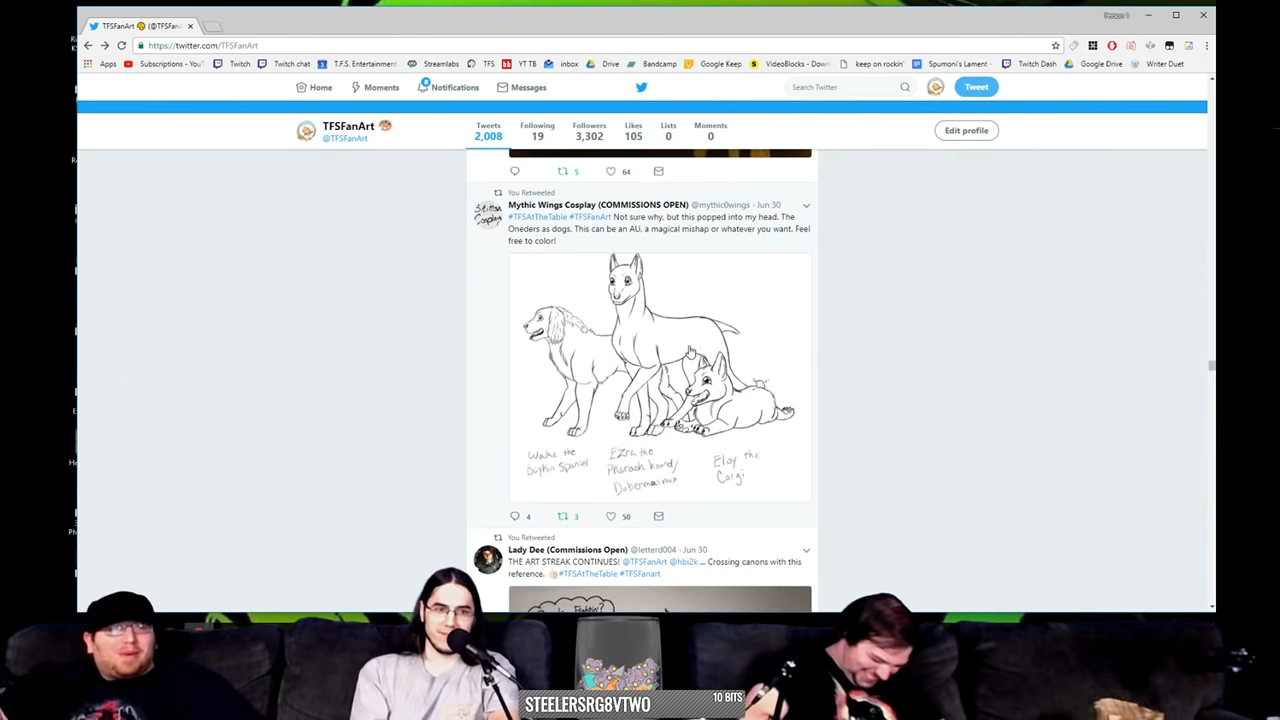 TFSFanArt (@TFSFan
Person 1
https://twitter.com/TFSFanArt
Apps Subscriptions - You Twitch Twitch chat T.F.S. Entertainment Streamlabs TFS YT TB inbox Drive Bandcamp Google Keep VideoBlocks - Down keep on rockin' Spumoni's Lament Twitch Dash Google Drive Writer Duet
Home Moments Notifications Messages Search Twitter Tweet
TFSFanArt
@TFSFanArt
Tweets Following Followers Likes Lists Moments
2,008 19 3,302 105 0 0
Edit profile
5 64
You Retweeted
Mythic Wings Cosplay (COMMISSIONS OPEN) @mythic0wings · Jun 30
#TFSAtTheTable #TFSFanArt Not sure why, but this popped into my head. The
Oneders as dogs. This can be an AU, a magical mishap or whatever you want. Feel
free to color!
Wake the
Boykin Spaniel
Ezra the
Pharaoh hound/
Eloy the
Corgi
4 3 50
You Retweeted
Lady Dee (Commissions Open) @letterd004 · Jun 30
THE ART STREAK CONTINUES! @TFSFanArt @hbi2k ... Crossing canons with this
reference. #TFSAtTheTable #TFSFanart
STEELERSRG8VTWO
10 BITS